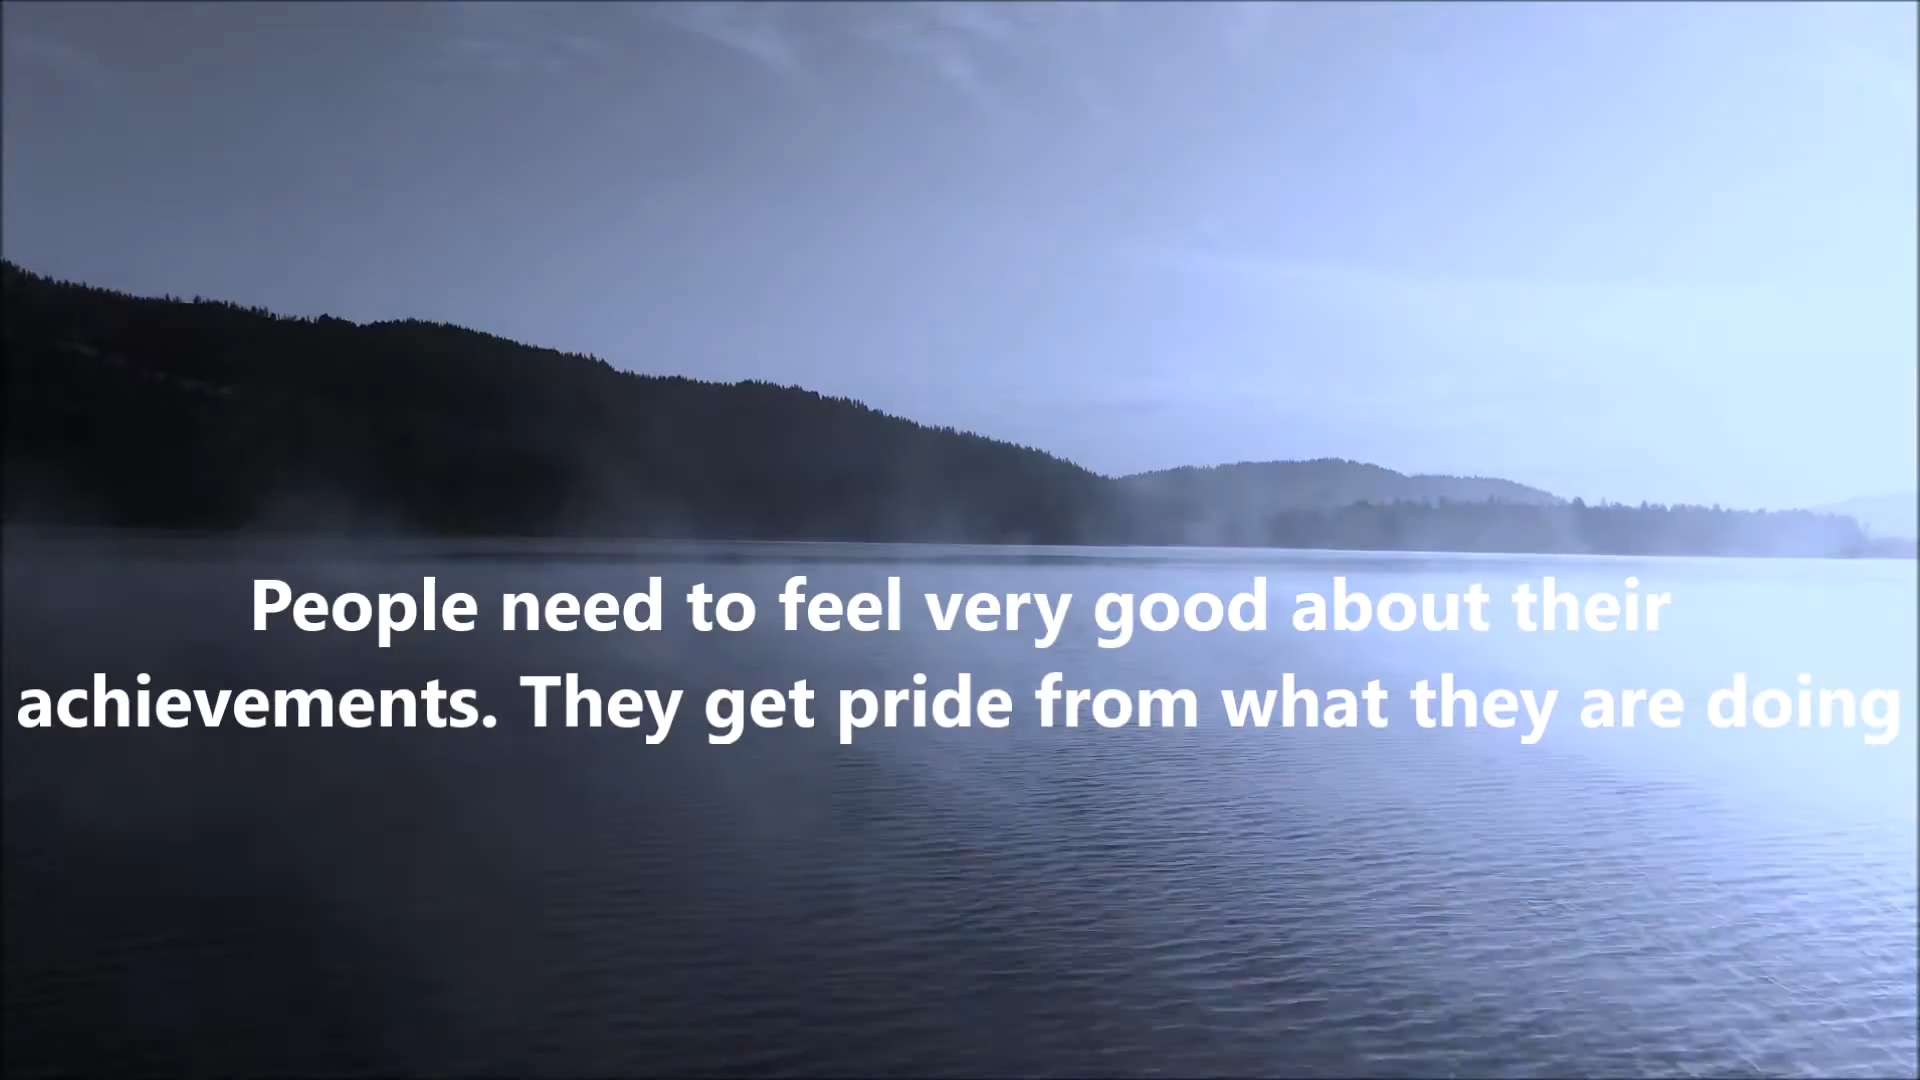 People need to feel very good about their
achievements. They get pride from what they are doing